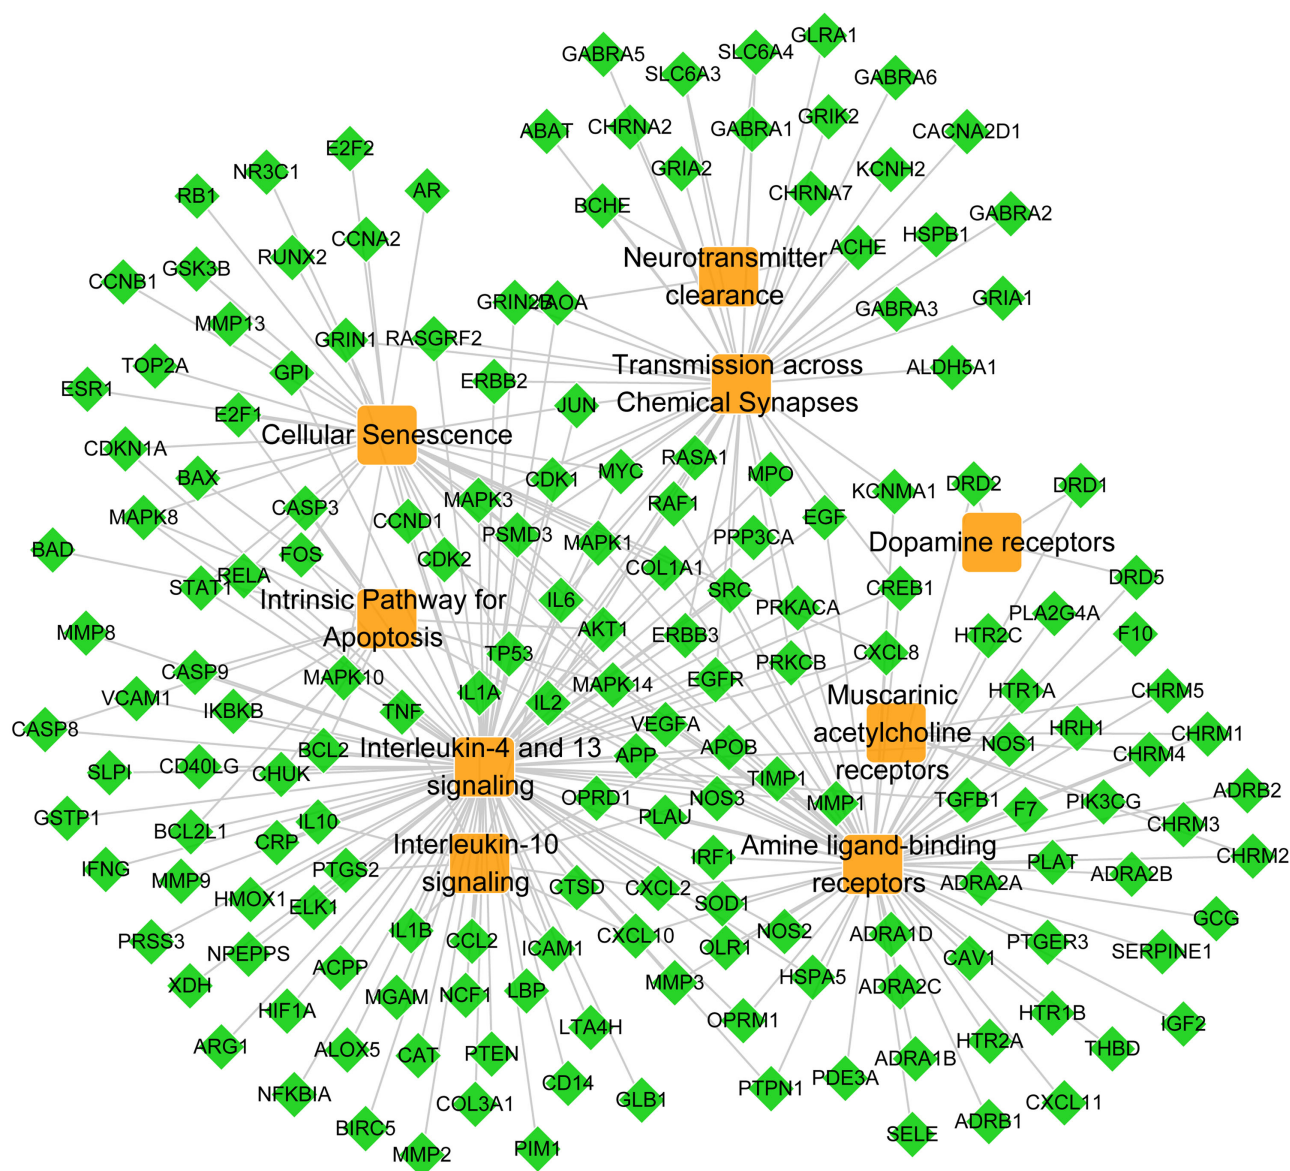 GLRA1
GABRA5
SLC6A4
SLC6A3
GABRA6
ABAT
CHRNA2
GABRA1
GRIK2
CACNA2D1
E2F2
NR3C1
GRIA2
KCNH2
RB1
AR
BCHE
CHRNA7
GABRA2
CCNA2
RUNX2
ACHE
HSPB1
Neurotransmitter
clearance
CCNB1
GSK3B
GRIN2B
AOA
GABRA3
GRIA1
MMP13
GRIN1
RASGRF2
TOP2A
GPI
Transmission across
Chemical Synapses
ALDH5A1
ESR1
ERBB2
E2F1
JUN
Cellular Senescence
CDKN1A
BAX
CDK1
MYC
RASA1
MPO
KCNMA1
DRD2
DRD1
MAPK8
CASP3
MAPK3
RAF1
EGF
CCND1
PSMD3
MAPK1
PPP3CA
Dopamine receptors
BAD
FOS
CDK2
COL1A1
STAT1
RELA
SRC
CREB1
DRD5
Intrinsic Pathway for
Apoptosis
IL6
PRKACA
PLA2G4A
MMP8
AKT1
ERBB3
HTR2C
F10
TP53
CXCL8
CASP9
MAPK10
IL1A
MAPK14
EGFR
PRKCB
VCAM1
IKBKB
TNF
IL2
HTR1A
CHRM5
Muscarinic
acetylcholine
receptors
CASP8
VEGFA
HRH1
CHRM1
BCL2
Interleukin-4 and 13
signaling
APP
APOB
NOS1
CHRM4
SLPI
CD40LG
CHUK
TIMP1
OPRD1
NOS3
MMP1
TGFB1
F7
PIK3CG
ADRB2
GSTP1
BCL2L1
IL10
PLAU
CHRM3
CRP
Interleukin-10
signaling
IRF1
Amine ligand-binding
receptors
PLAT
CHRM2
IFNG
MMP9
PTGS2
ADRA2A
ADRA2B
HMOX1
ELK1
CTSD
CXCL2
SOD1
GCG
PRSS3
NPEPPS
IL1B
CCL2
ICAM1
CXCL10
OLR1
NOS2
ADRA1D
PTGER3
SERPINE1
ACPP
CAV1
XDH
MGAM
NCF1
LBP
MMP3
HSPA5
ADRA2C
HIF1A
LTA4H
OPRM1
HTR1B
IGF2
ARG1
ALOX5
CAT
PTEN
HTR2A
THBD
NFKBIA
COL3A1
CD14
GLB1
PTPN1
PDE3A
ADRA1B
CXCL11
BIRC5
MMP2
PIM1
SELE
ADRB1